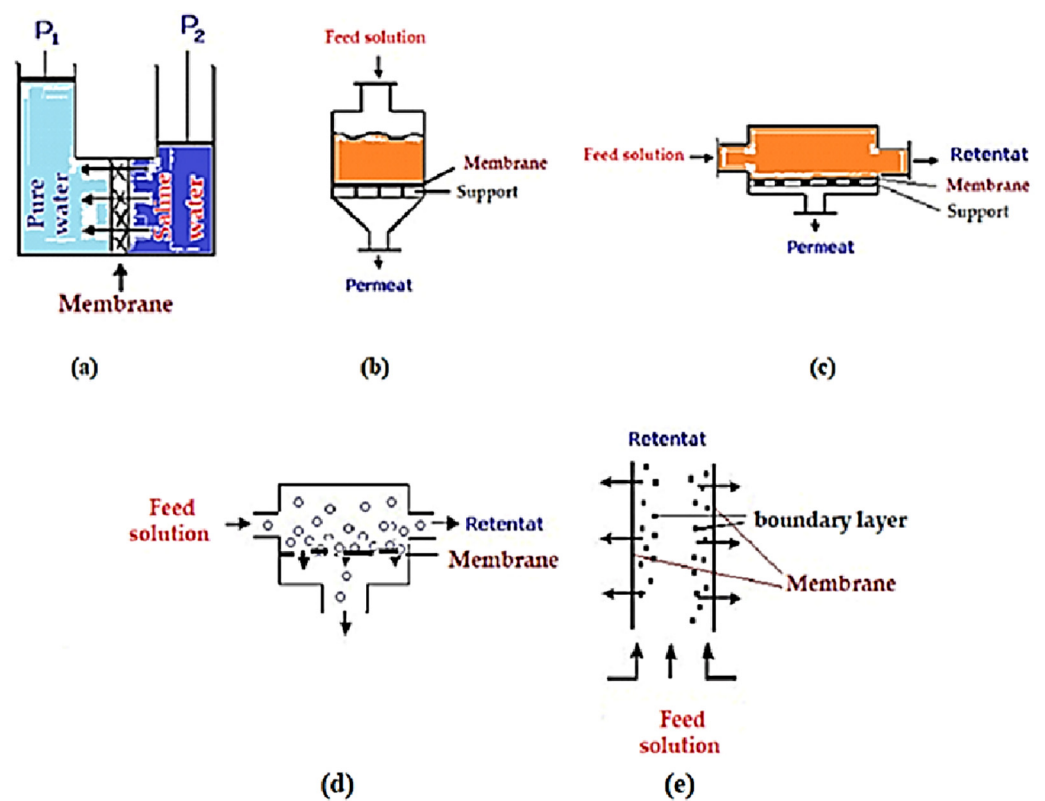 P1
P2
Pure water
Saline water
Membrane
(a)
Feed solution
Membrane
Support
Permeat
(b)
Feed solution
Retentat
Membrane
Support
Permeat
(c)
Feed
solution
Retentat
Membrane
(d)
Retentat
boundary layer
Membrane
Feed
solution
(e)